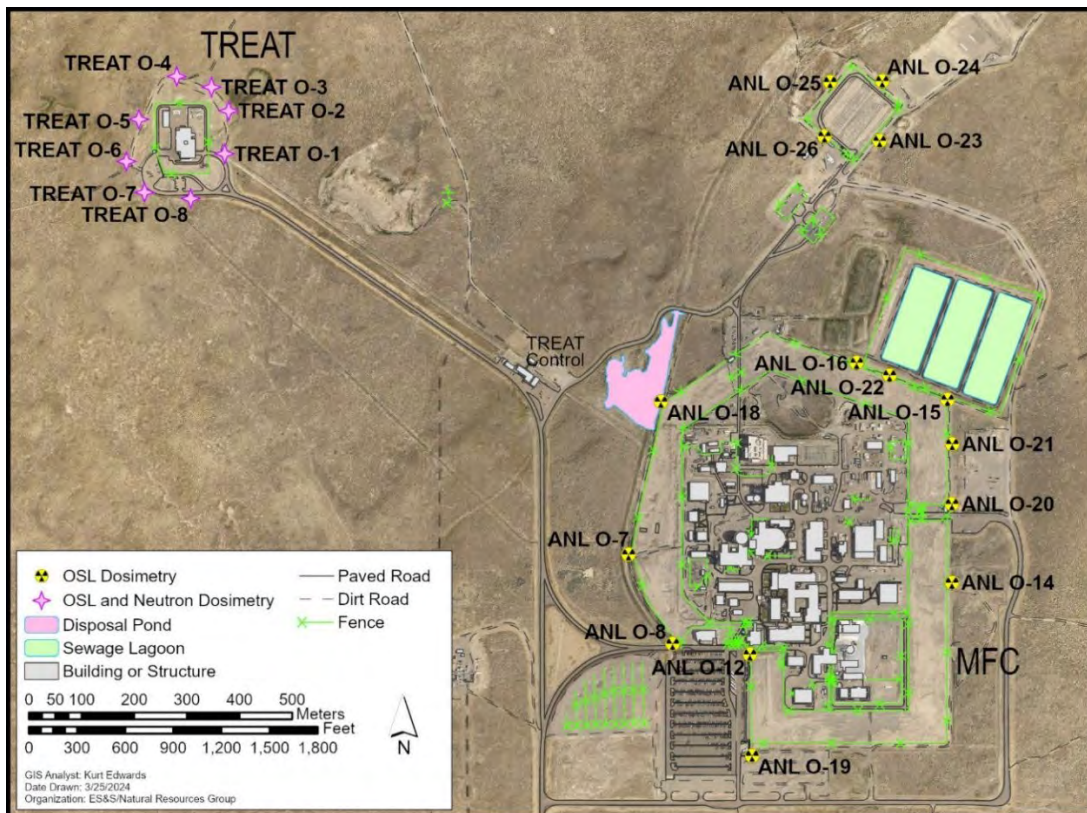 TREAT
TREAT O-4
TREAT O-3
TREAT O-2
TREAT O-5
TREAT O-6
TREAT O-1
TREAT O-7
TREAT O-8
ANL O-25
ANL O-24
ANL O-26
ANL O-23
TREAT
Control
ANL O-16
ANL O-22
ANL O-18
ANL O-15
ANL O-21
ANL O-20
ANL O-7
ANL O-14
ANL O-8
ANL O-12
MFC
ANL O-19
OSL Dosimetry
OSL and Neutron Dosimetry
Disposal Pond
Sewage Lagoon
Building or Structure
Paved Road
Dirt Road
Fence
0 50 100 200 300 400 500
Meters
Feet
0 300 600 900 1,200 1,500 1,800
N
GIS Analyst: Kurt Edwards
Date Drawn: 3/25/2024
Organization: ES&S/Natural Resources Group